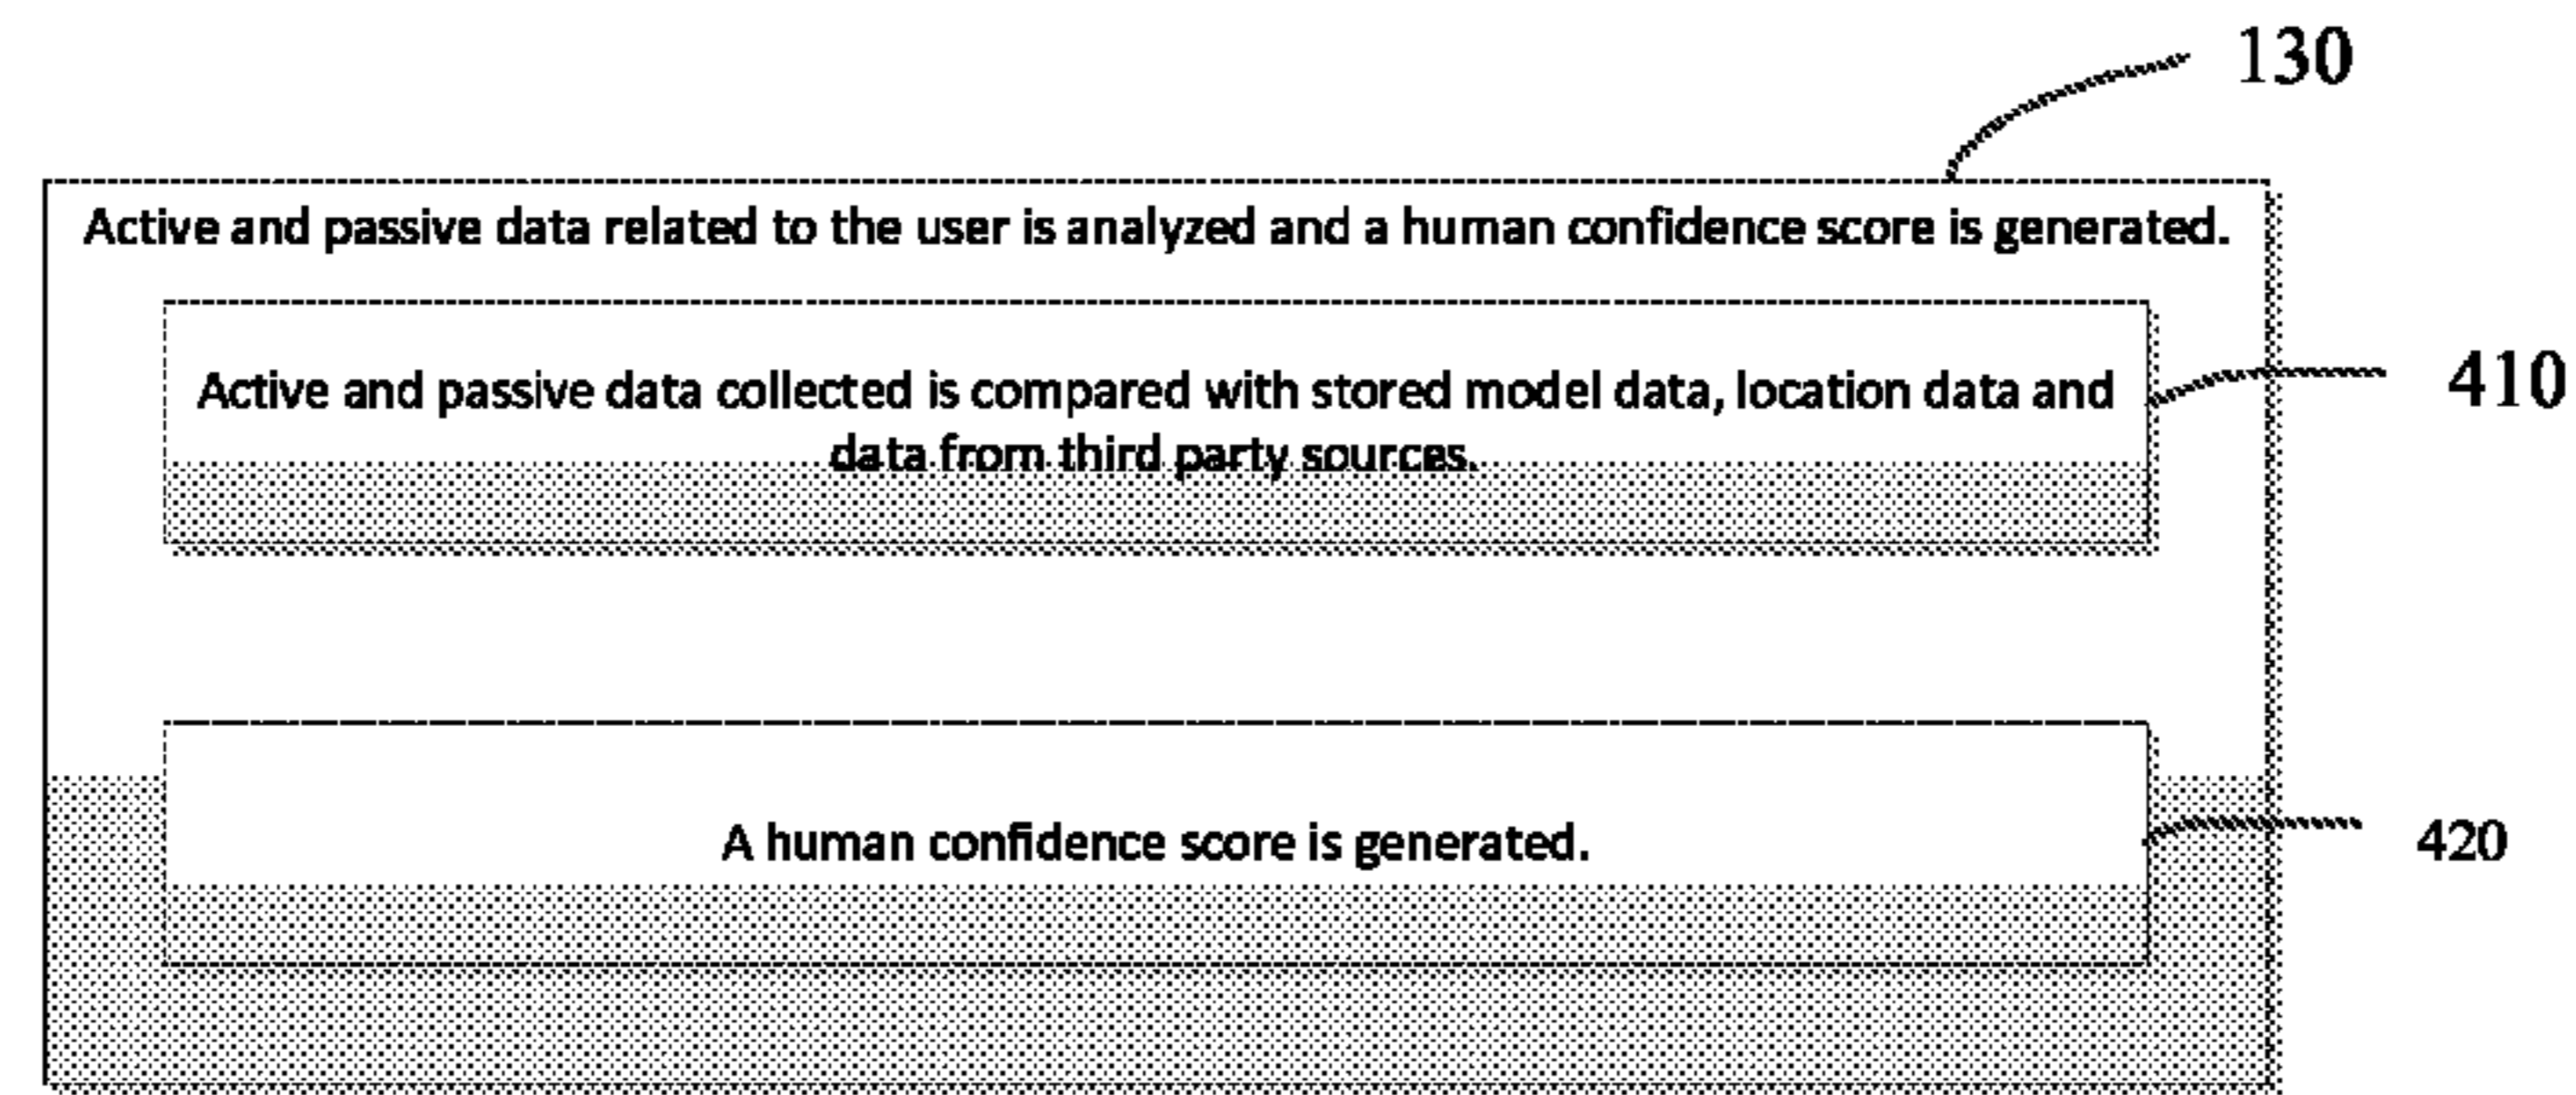 130
Active and passive data related to the user is analyzed and a human confidence score is generated.
Active and passive data collected is compared with stored model data, location data and
data from third party sources.
410
A human confidence score is generated.
420